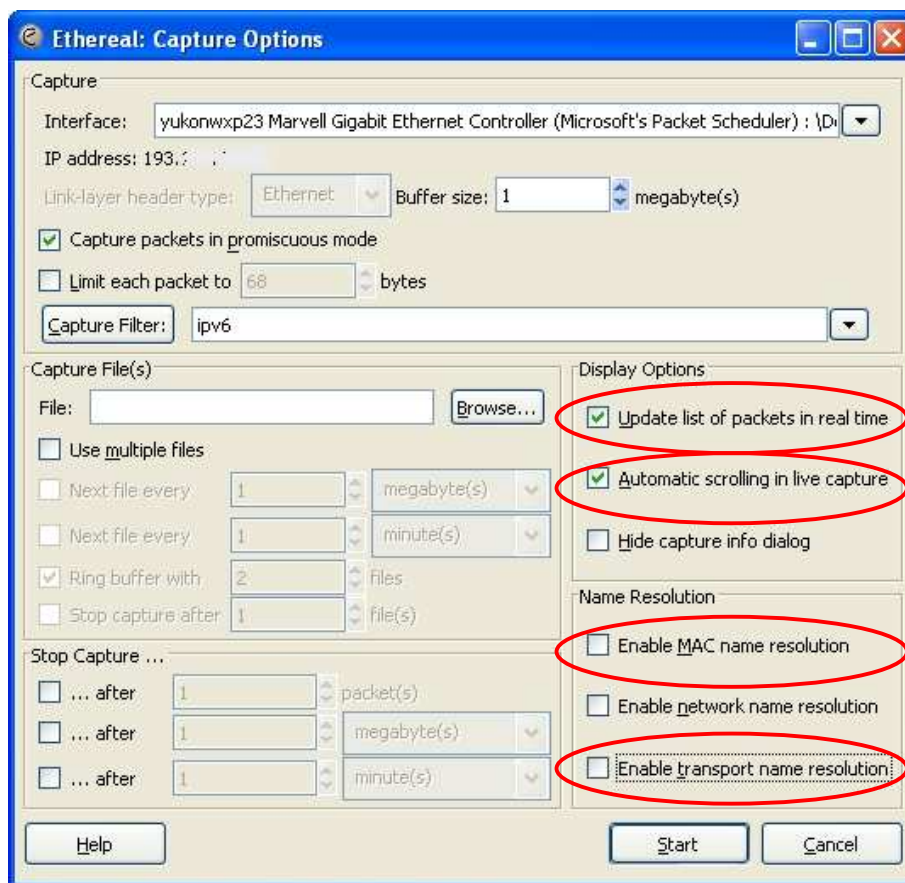 Ethereal: Capture Options
Capture
Interface: yukonwxp23 Marvell Gigabit Ethernet Controller (Microsoft's Packet Scheduler) : \D
IP address: 193.
Link-layer header type: Ethernet Buffer size: 1 megabyte(s)
Capture packets in promiscuous mode
Limit each packet to 68 bytes
Capture Filter: ipv6
Capture File(s)
File: Browse...
Use multiple files
Next file every 1 megabyte(s)
Next file every 1 minute(s)
Ring buffer with 2 files
Stop capture after 1 file(s)
Stop Capture ...
... after 1 packet(s)
... after 1 megabyte(s)
... after 1 minute(s)
Display Options
Update list of packets in real time
Automatic scrolling in live capture
Hide capture info dialog
Name Resolution
Enable MAC name resolution
Enable network name resolution
Enable transport name resolution
Help Start Cancel